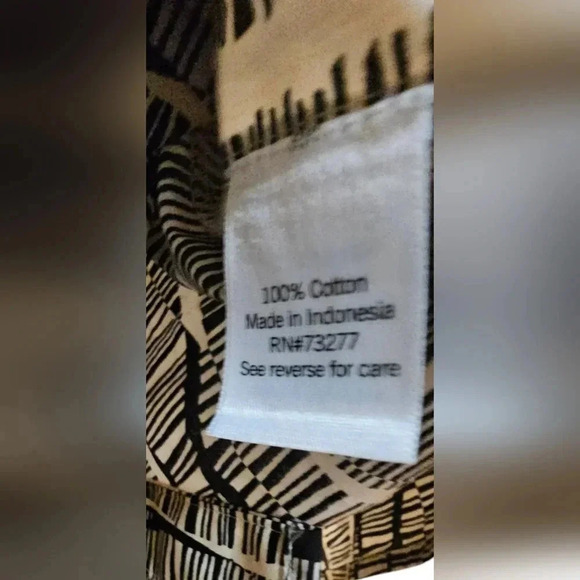 100% Cotton
Made in Indonesia
RN#73277
See reverse for care